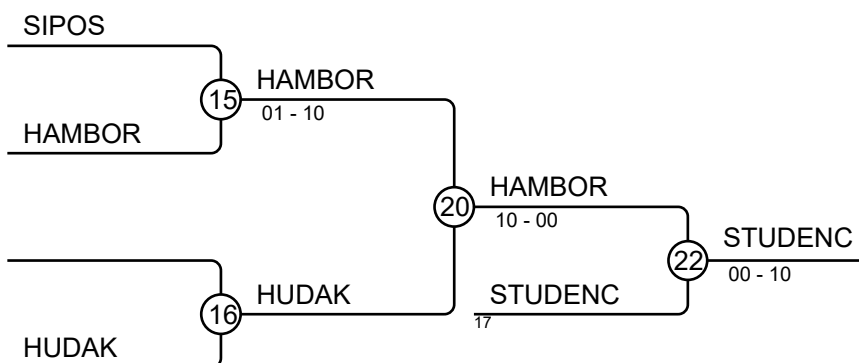 SIPOS
HAMBOR
15
01 - 10
HAMBOR
HAMBOR
20
10 - 00
STUDENC
22
00 - 10
HUDAK
16
STUDENC
17
HUDAK